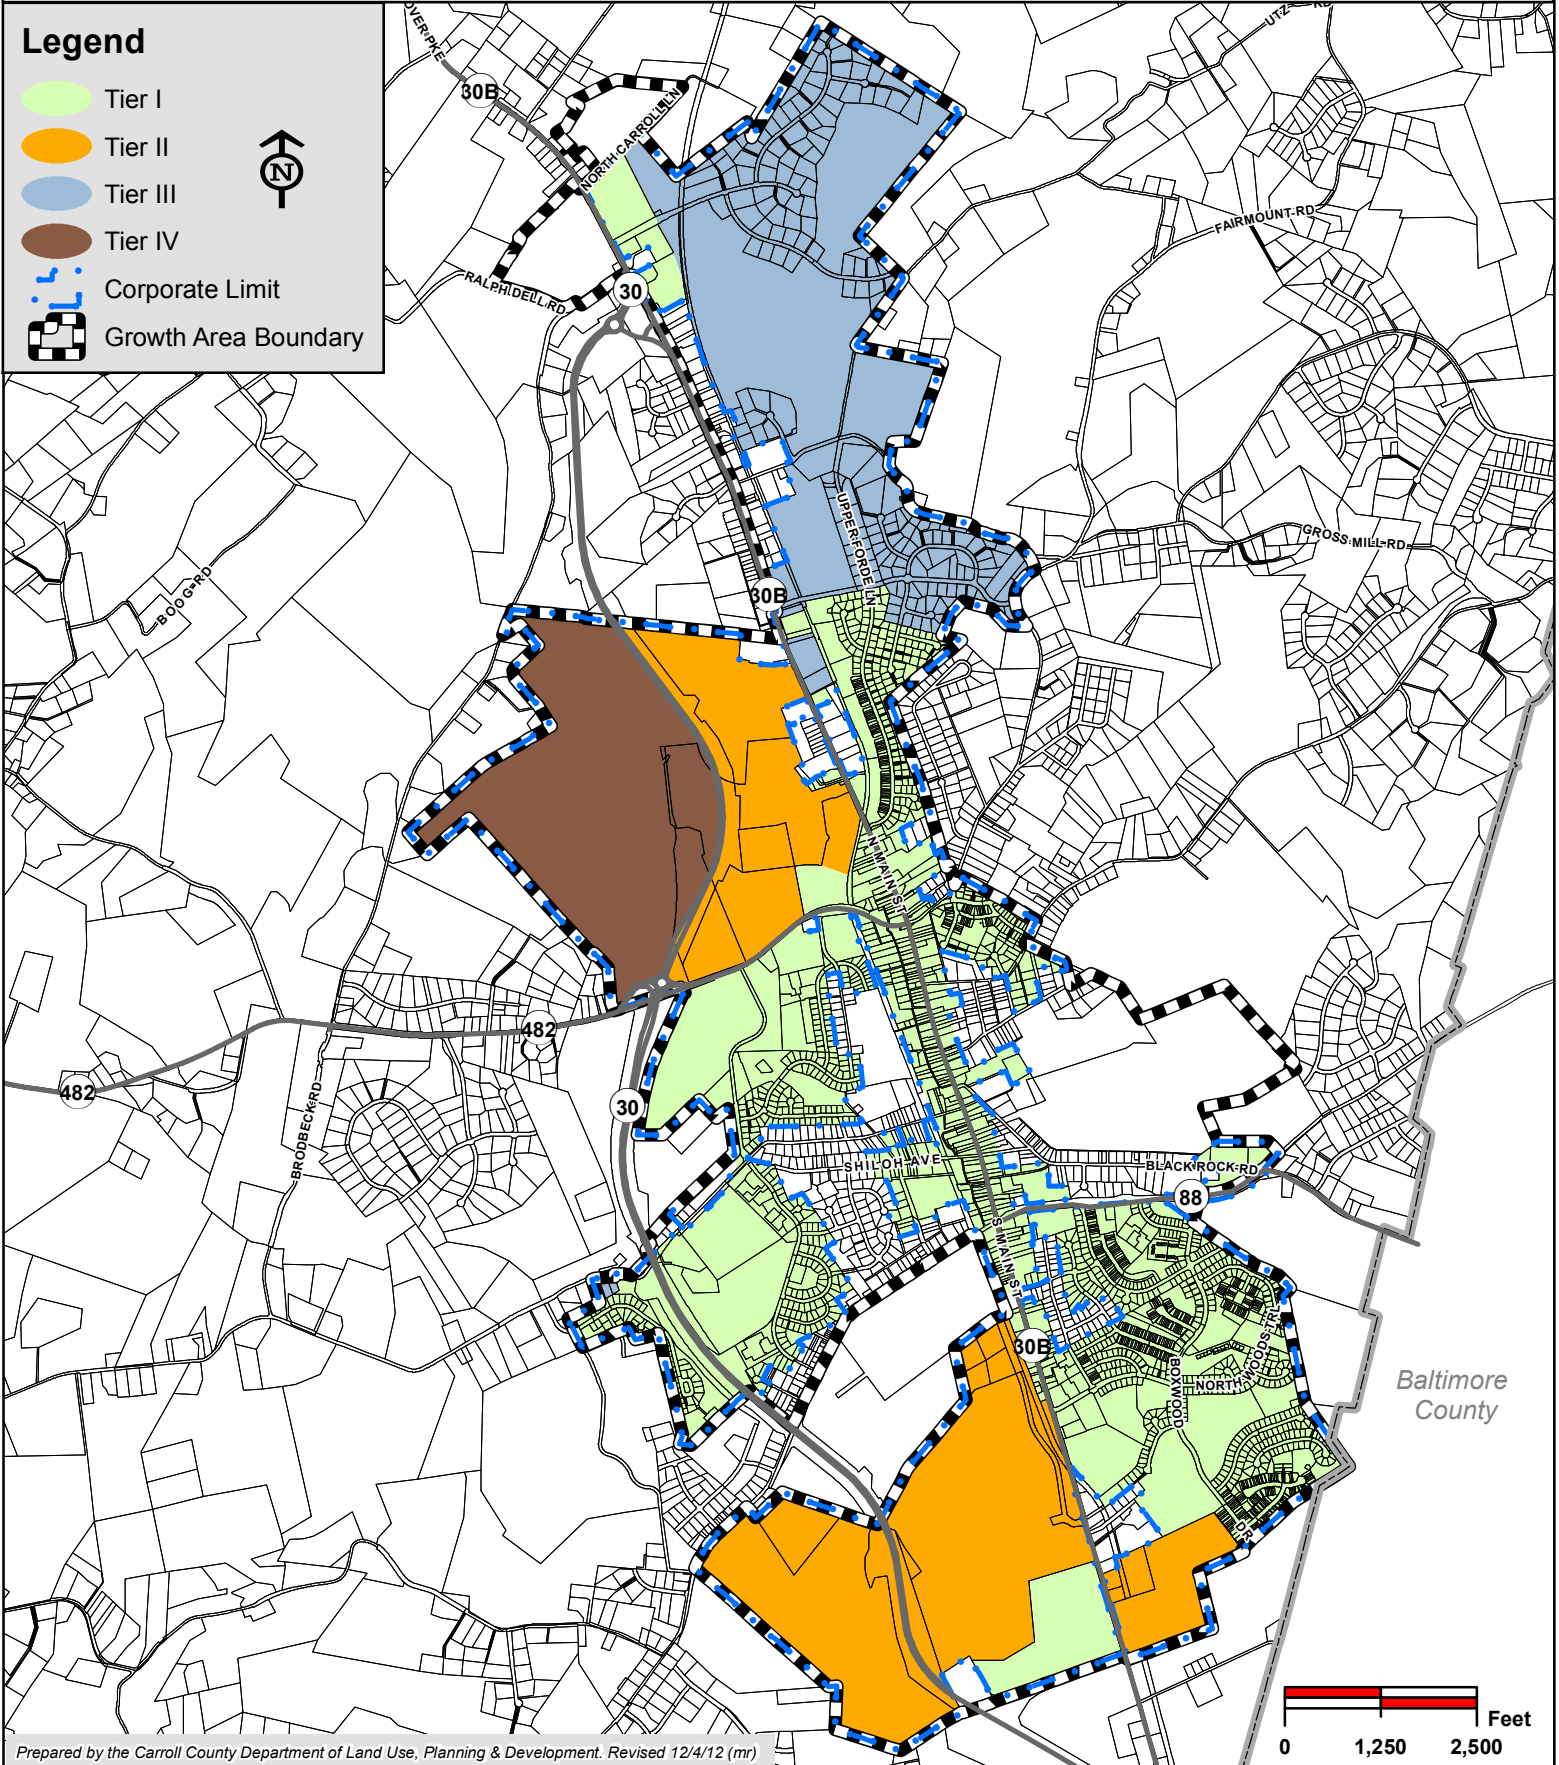 Legend
Tier I
Tier II
Tier III
Tier IV
Corporate Limit
Growth Area Boundary
N
OVER PKE
30B
NORTH CARROLL LN
UTZ RD
FAIRMOUNT RD
RALPH DELL RD
30
UPPER FORDE LN
GROSS MILL RD
BOOG RD
30B
N MAIN ST
482
482
BRODBECK RD
30
SHILOH AVE
BLACK ROCK RD
88
S MAIN ST
30B
NORTH WOODS TRL
BOXWOOD
DR
Baltimore
County
Feet
0 1,250 2,500
Prepared by the Carroll County Department of Land Use, Planning & Development. Revised 12/4/12 (mr)